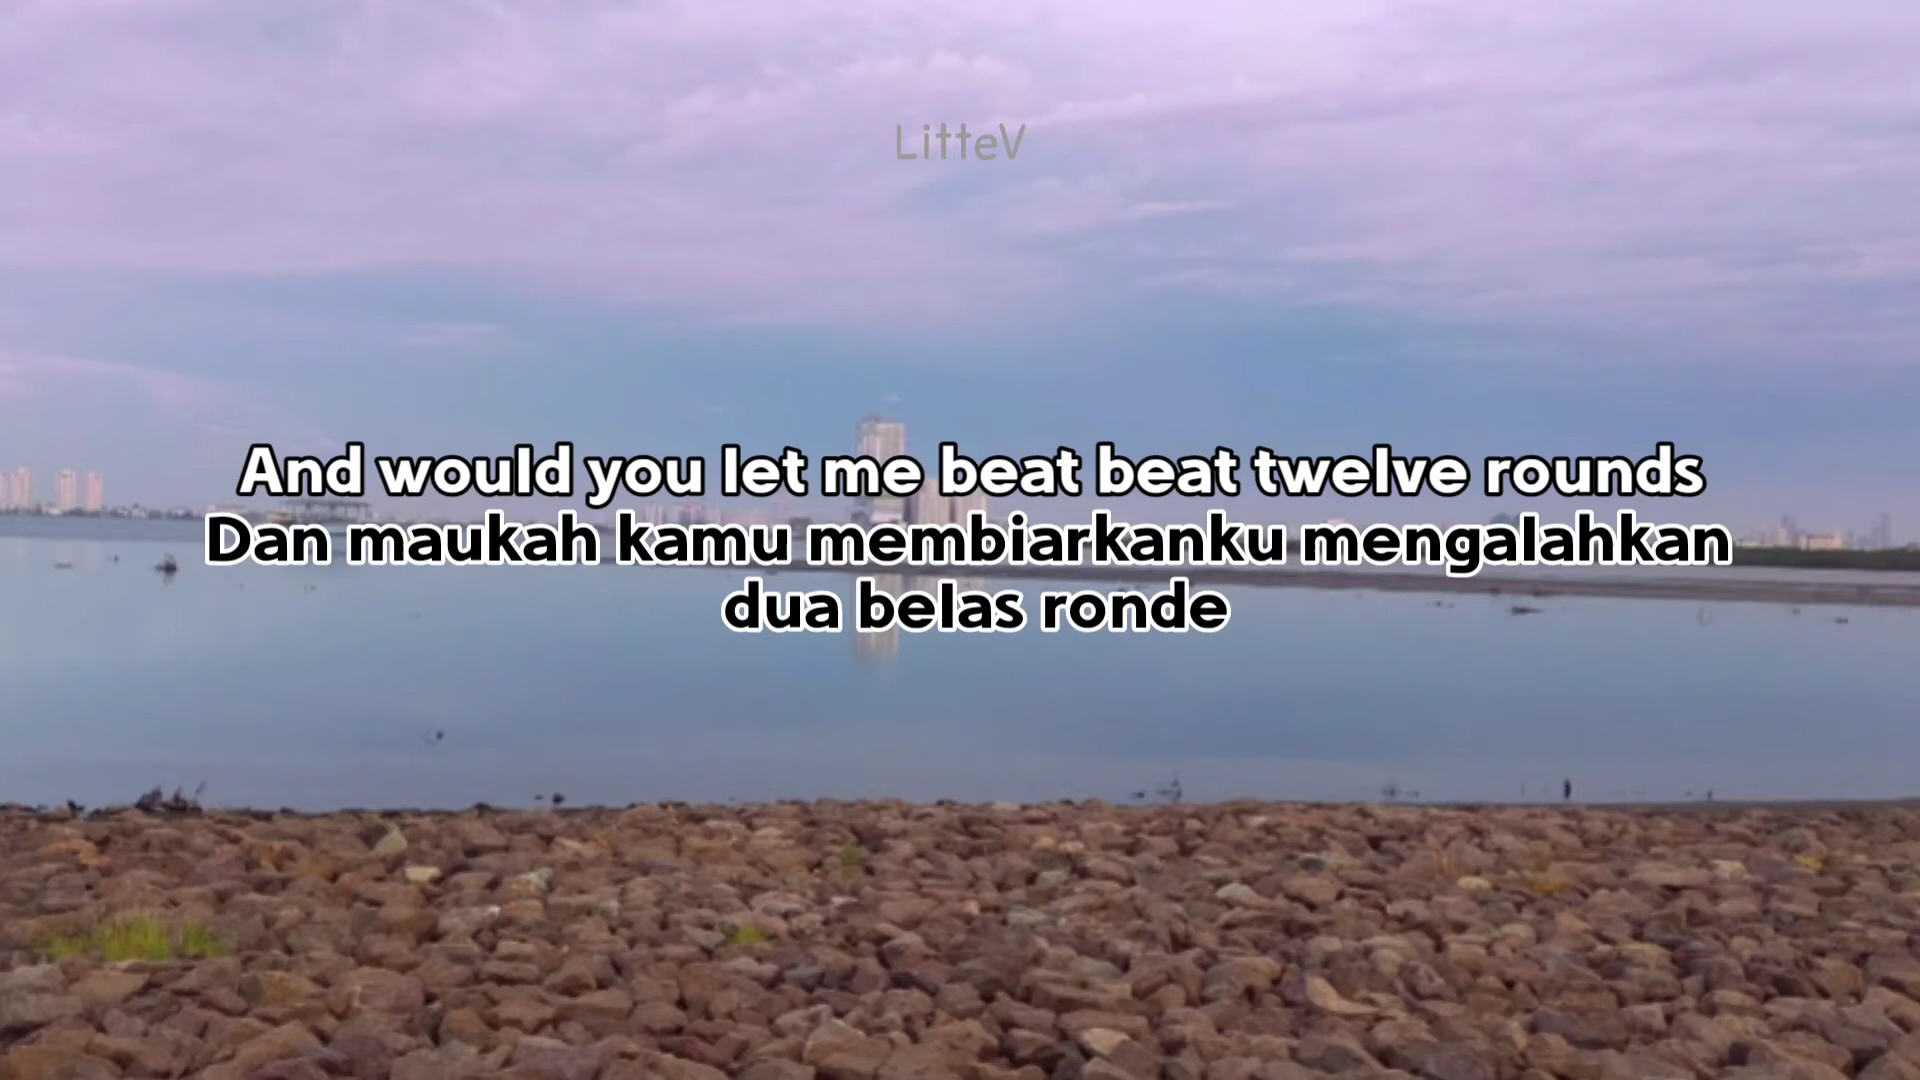 LitteV
And would you let me beat beat twelve rounds
Dan maukah kamu membiarkanku mengalahkan
dua belas ronde